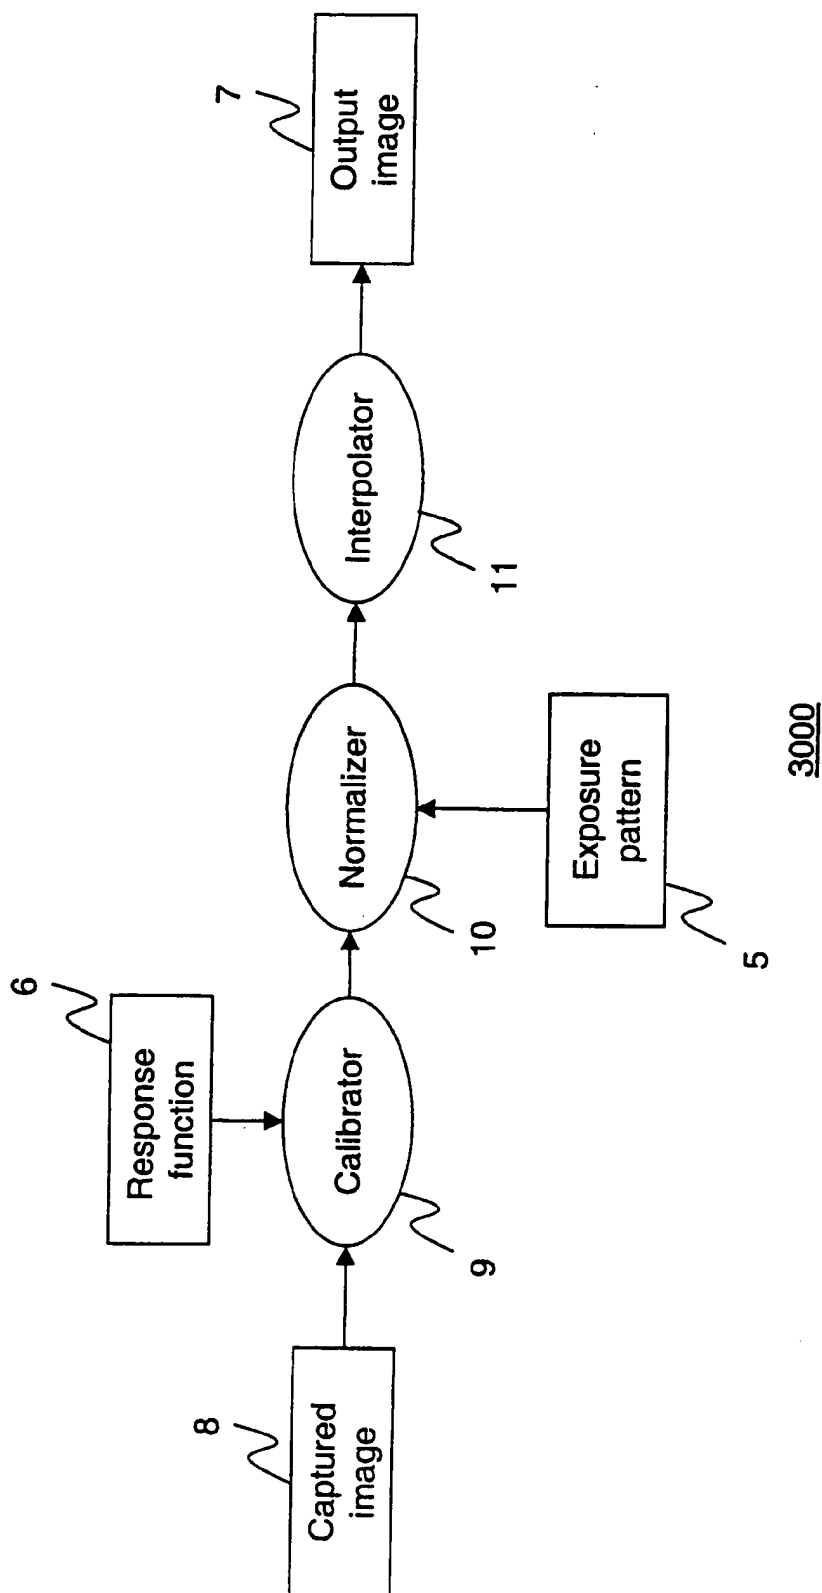 6
Response
function
7
Output
image
8
Captured
image
Calibrator
9
Normalizer
10
Interpolator
11
Exposure
pattern
5
3000